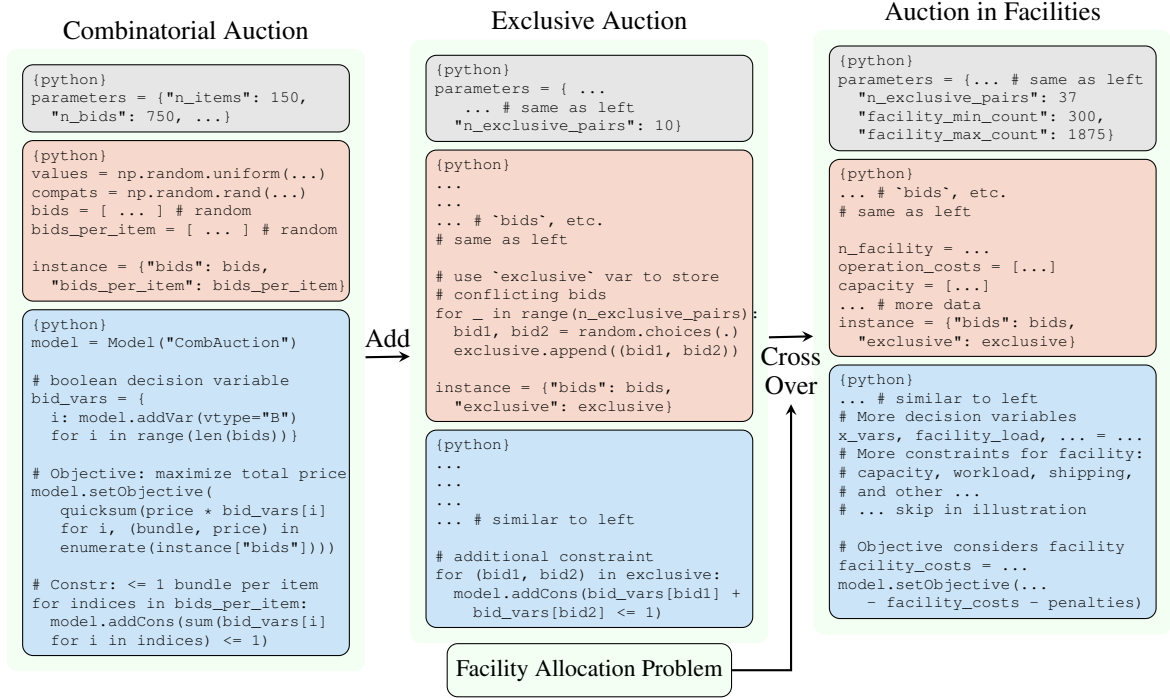 Combinatorial Auction
{python}
parameters = {"n_items": 150,
"n_bids": 750, ...}
{python}
values = np.random.uniform(...)
compats = np.random.rand(...)
bids = [ ... ] # random
bids_per_item = [ ... ] # random
instance = {"bids": bids,
"bids_per_item": bids_per_item}
{python}
model = Model("CombAuction")
# boolean decision variable
bid_vars = {
i: model.addVar(vtype="B")
for i in range(len(bids))}
# Objective: maximize total price
model.setObjective(
quicksum(price * bid_vars[i]
for i, (bundle, price) in
enumerate(instance["bids"])))
# Constr: <= 1 bundle per item
for indices in bids_per_item:
model.addCons(sum(bid_vars[i]
for i in indices) <= 1)
Add
Exclusive Auction
{python}
parameters = { ...
... # same as left
"n_exclusive_pairs": 10}
{python}
...
...
... # `bids`, etc.
# same as left
# use `exclusive` var to store
# conflicting bids
for _ in range(n_exclusive_pairs):
bid1, bid2 = random.choices(.)
exclusive.append((bid1, bid2))
instance = {"bids": bids,
"exclusive": exclusive}
{python}
...
...
...
... # similar to left
# additional constraint
for (bid1, bid2) in exclusive:
model.addCons(bid_vars[bid1] +
bid_vars[bid2] <= 1)
Facility Allocation Problem
Cross
Over
Auction in Facilities
{python}
parameters = {... # same as left
"n_exclusive_pairs": 37
"facility_min_count": 300,
"facility_max_count": 1875}
{python}
... # `bids`, etc.
# same as left
n_facility = ...
operation_costs = [...]
capacity = [...]
... # more data
instance = {"bids": bids,
"exclusive": exclusive}
{python}
... # similar to left
# More decision variables
x_vars, facility_load, ... = ...
# More constraints for facility:
# capacity, workload, shipping,
# and other ...
# ... skip in illustration
# Objective considers facility
facility_costs = ...
model.setObjective(...
- facility_costs - penalties)